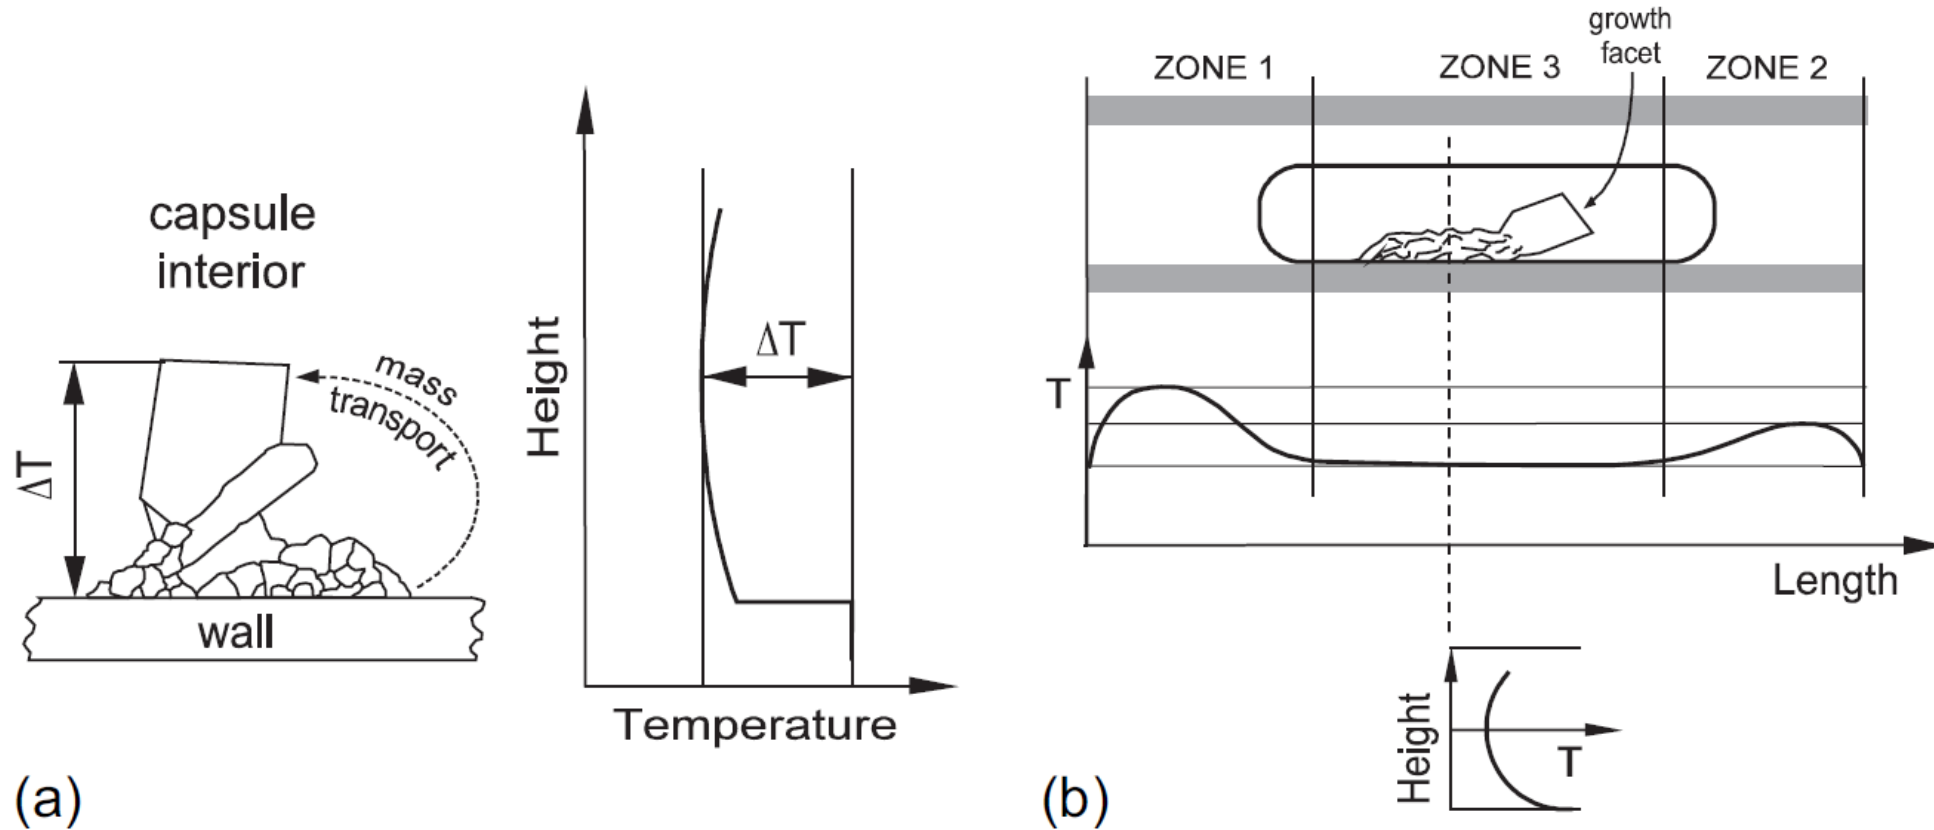 capsule
interior
ΔT
mass
transport
wall
Height
ΔT
Temperature
(a)
growth
facet
ZONE 1
ZONE 3
ZONE 2
T
Length
Height
T
(b)